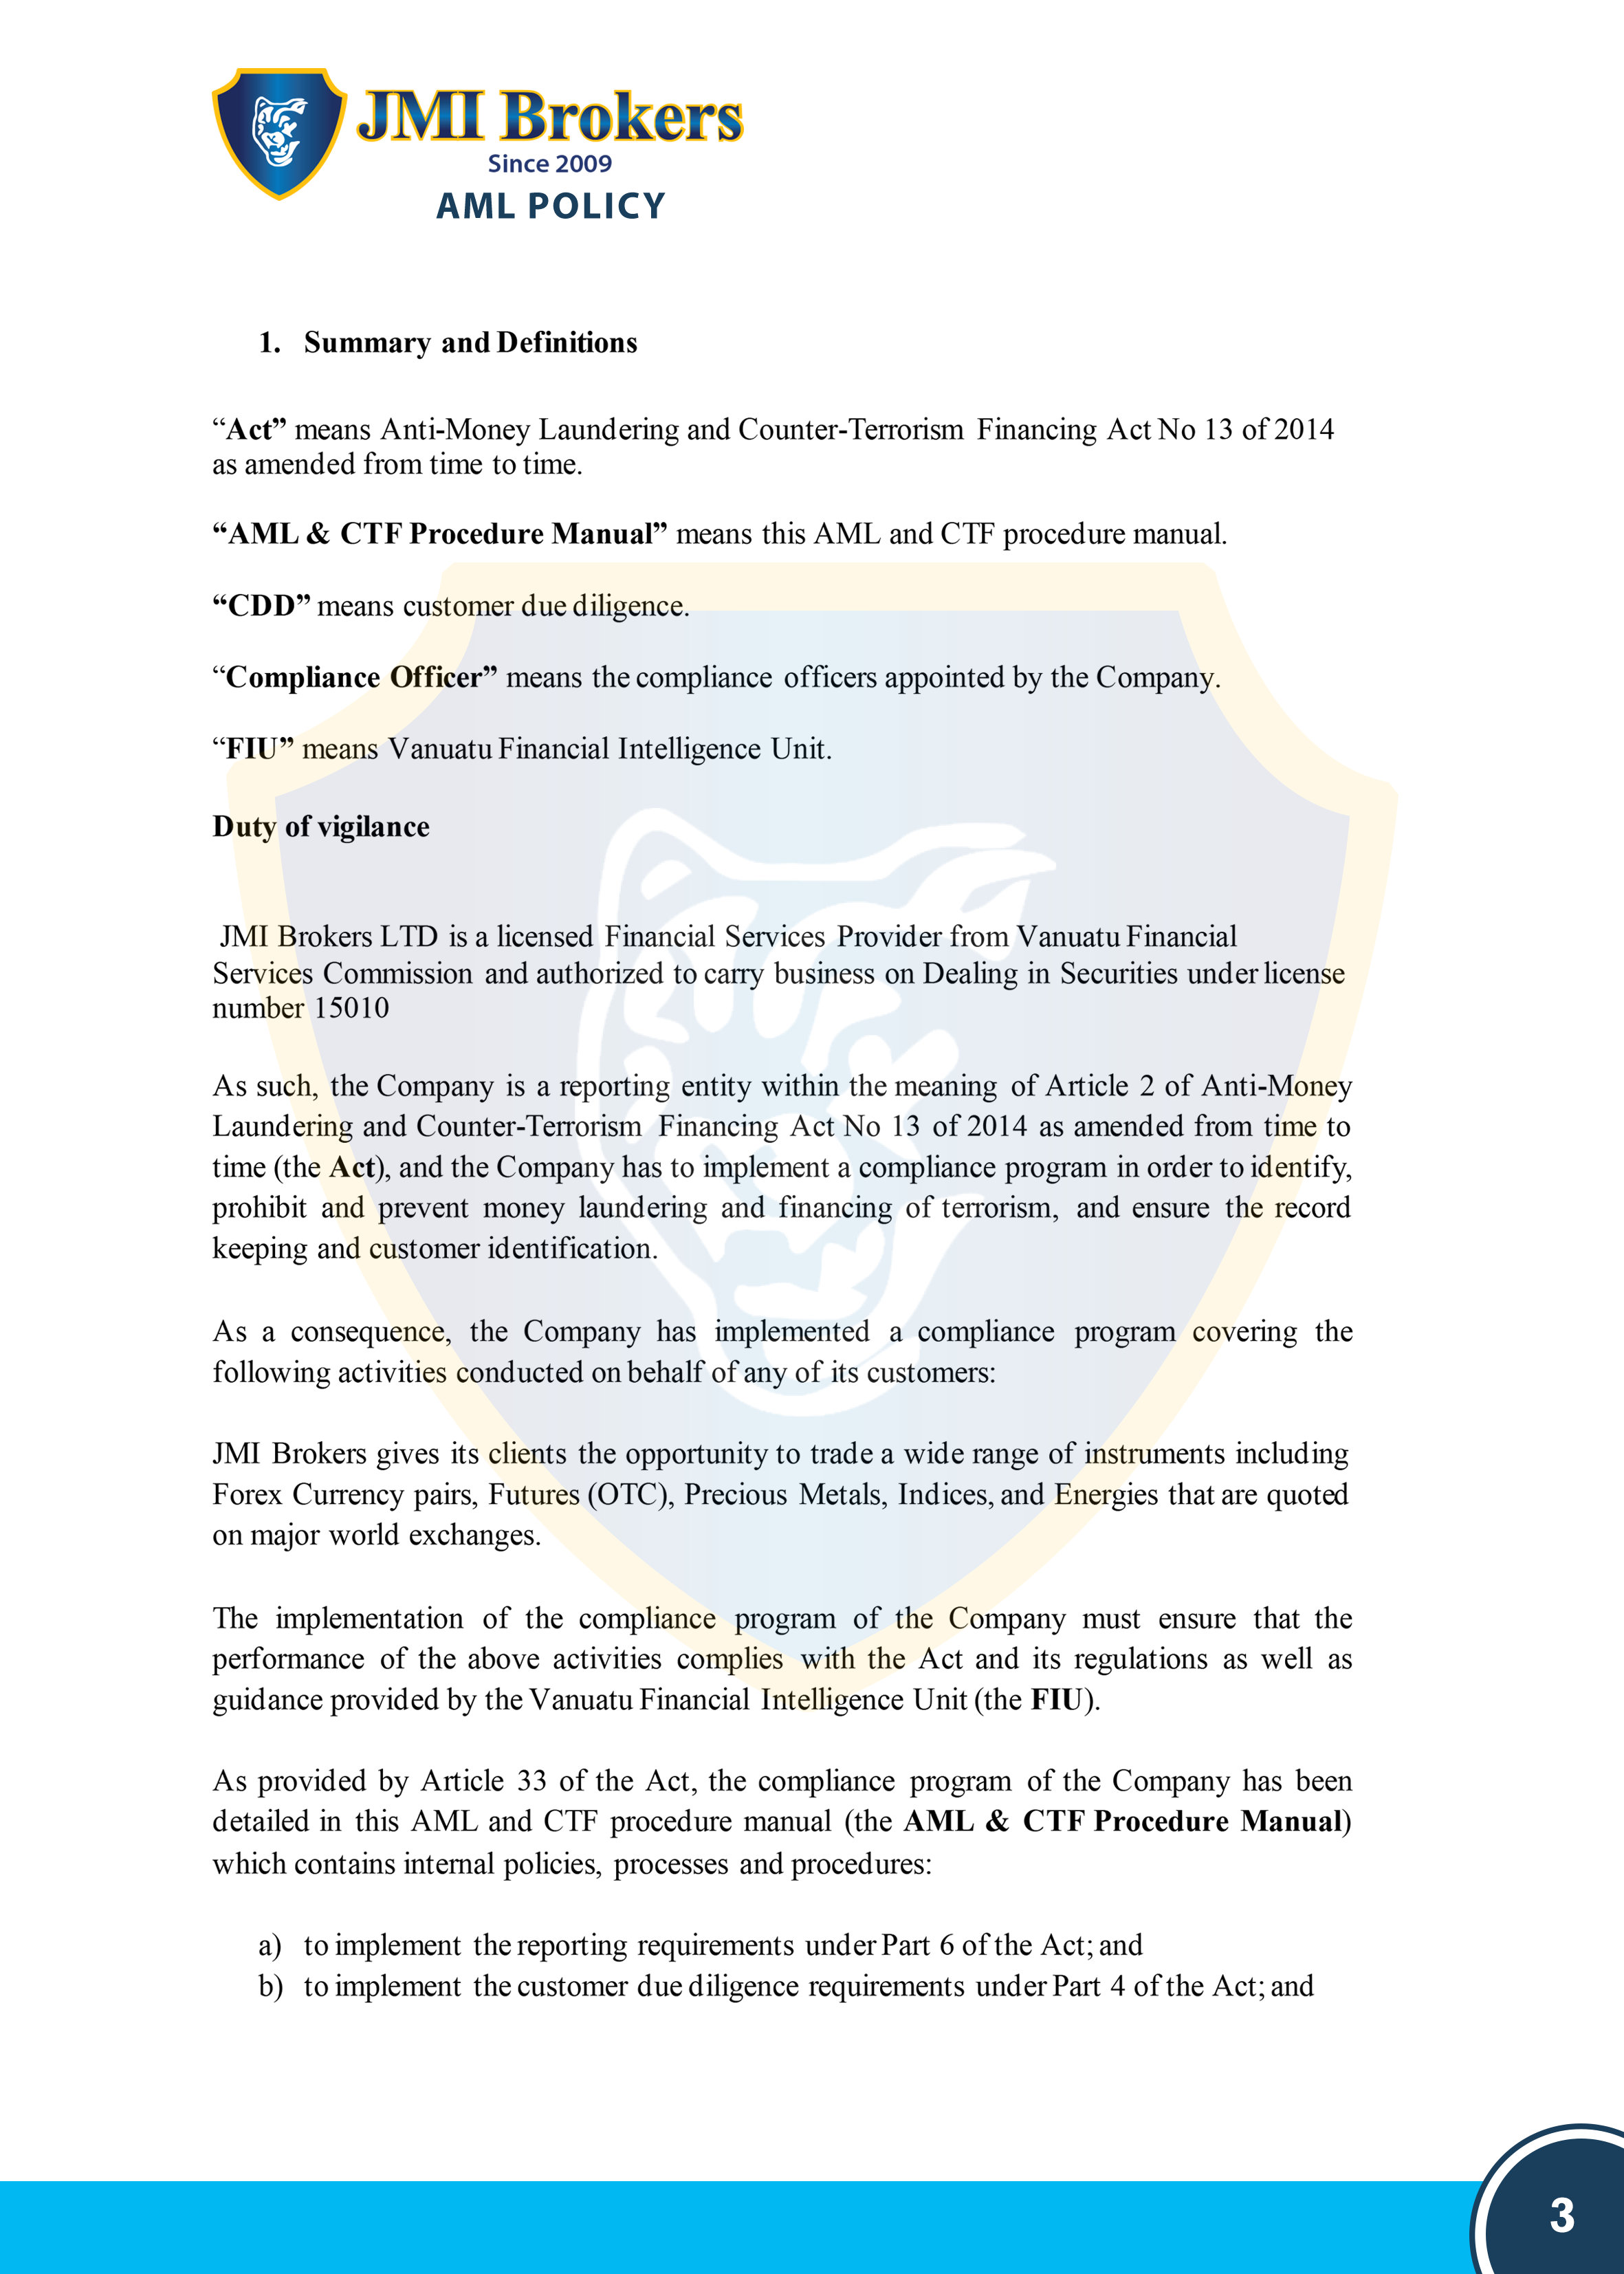 JMI Brokers
Since 2009
AML POLICY
1. Summary and Definitions
“Act” means Anti-Money Laundering and Counter-Terrorism Financing Act No 13 of 2014
as amended from time to time.
“AML & CTF Procedure Manual” means this AML and CTF procedure manual.
“CDD” means customer due diligence.
“Compliance Officer” means the compliance officers appointed by the Company.
“FIU” means Vanuatu Financial Intelligence Unit.
Duty of vigilance
JMI Brokers LTD is a licensed Financial Services Provider from Vanuatu Financial
Services Commission and authorized to carry business on Dealing in Securities under license
number 15010
As such, the Company is a reporting entity within the meaning of Article 2 of Anti-Money
Laundering and Counter-Terrorism Financing Act No 13 of 2014 as amended from time to
time (the Act), and the Company has to implement a compliance program in order to identify,
prohibit and prevent money laundering and financing of terrorism, and ensure the record
keeping and customer identification.
As a consequence, the Company has implemented a compliance program covering the
following activities conducted on behalf of any of its customers:
JMI Brokers gives its clients the opportunity to trade a wide range of instruments including
Forex Currency pairs, Futures (OTC), Precious Metals, Indices, and Energies that are quoted
on major world exchanges.
The implementation of the compliance program of the Company must ensure that the
performance of the above activities complies with the Act and its regulations as well as
guidance provided by the Vanuatu Financial Intelligence Unit (the FIU).
As provided by Article 33 of the Act, the compliance program of the Company has been
detailed in this AML and CTF procedure manual (the AML & CTF Procedure Manual)
which contains internal policies, processes and procedures:
a) to implement the reporting requirements under Part 6 of the Act; and
b) to implement the customer due diligence requirements under Part 4 of the Act; and
3